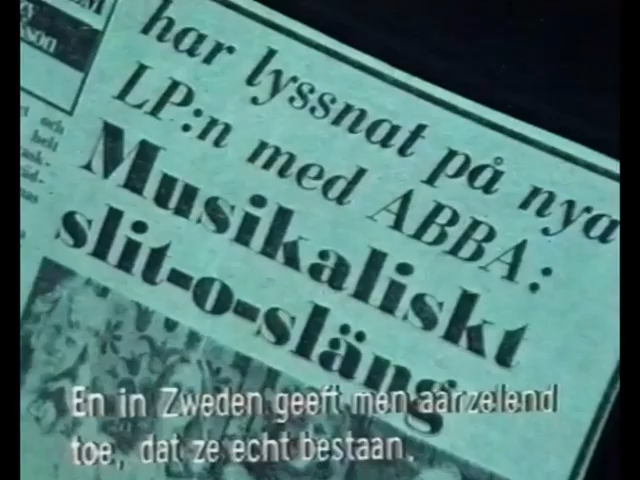 har lyssnat på nya
LP:n med ABBA:
Musikaliskt
slit-o-släng
En in Zweden geeft men aarzelend
toe, dat ze echt bestaan.